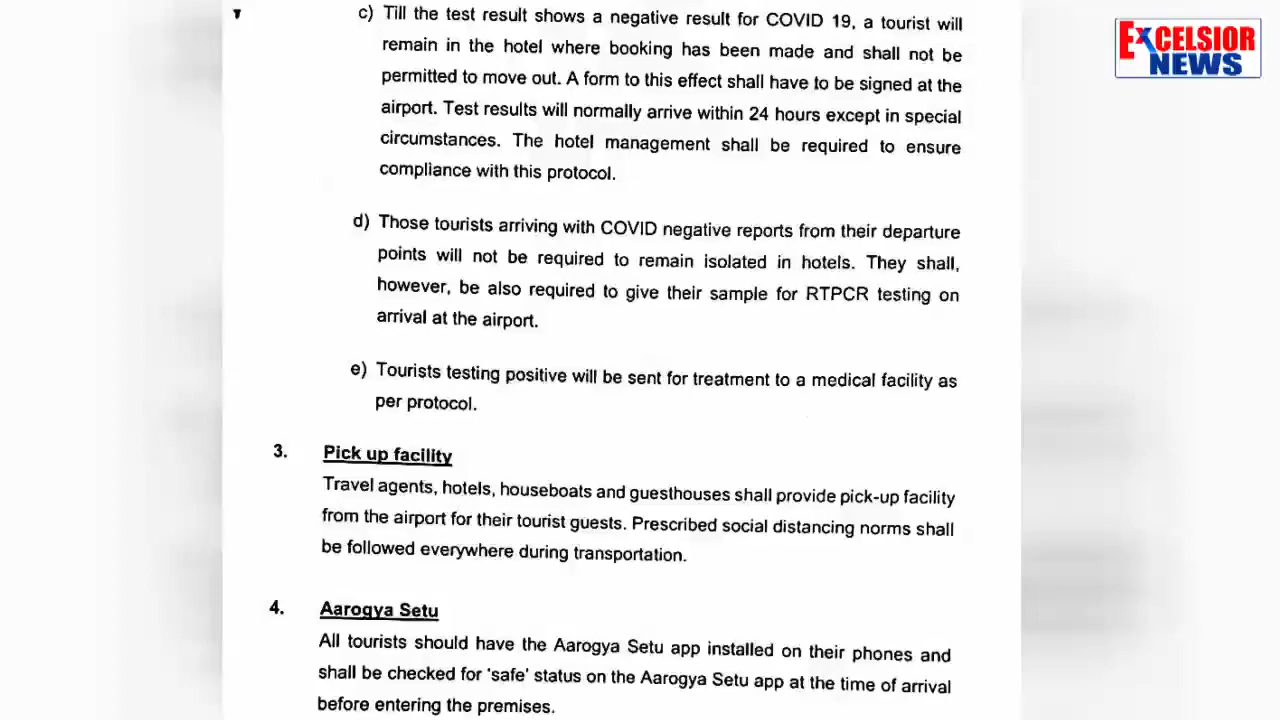 c) Till the test result shows a negative result for COVID 19, a tourist will
remain in the hotel where booking has been made and shall not be
permitted to move out. A form to this effect shall have to be signed at the
airport. Test results will normally arrive within 24 hours except in special
circumstances. The hotel management shall be required to ensure
compliance with this protocol.
d) Those tourists arriving with COVID negative reports from their departure
points will not be required to remain isolated in hotels. They shall,
however, be also required to give their sample for RTPCR testing on
arrival at the airport.
e) Tourists testing positive will be sent for treatment to a medical facility as
per protocol.
3. Pick up facility
Travel agents, hotels, houseboats and guesthouses shall provide pick-up facility
from the airport for their tourist guests. Prescribed social distancing norms shall
be followed everywhere during transportation.
4. Aarogya Setu
All tourists should have the Aarogya Setu app installed on their phones and
shall be checked for 'safe' status on the Aarogya Setu app at the time of arrival
before entering the premises.
EXCELSIOR
NEWS